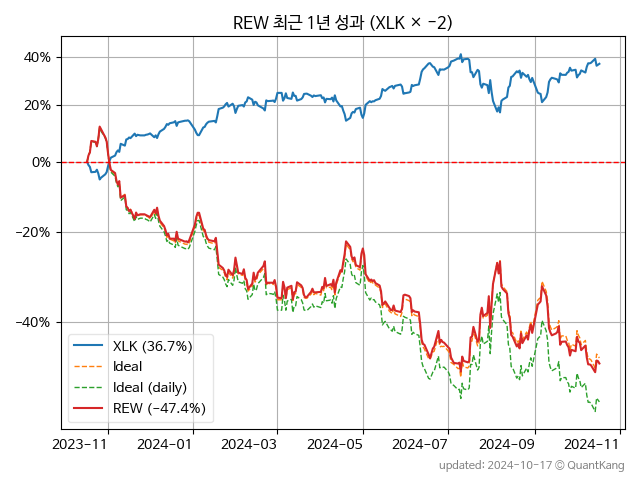 REW 최근 1년 성과 (XLK × −2)
40%
20%
0%
−20%
−40%
XLK (36.7%)
Ideal
Ideal (daily)
REW (−47.4%)
2023−11 2024−01 2024−03 2024−05 2024−07 2024−09 2024−11
updated: 2024-10-17 © QuantKang